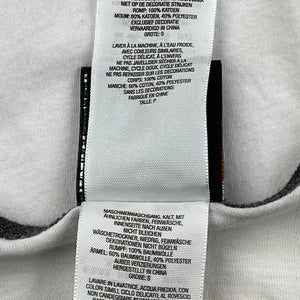 NIET OP DECORATIE STRIJKEN
ROMP: 100% KATOEN
MOUW: 60% KATOEN, 40% POLYESTER
EXCLUSIEF DECORATIE
VERVAARDIGD IN CHINA
GROTE: S
LAVER À LA MACHINE, À L'EAU FROIDE,
AVEC COULEURS SIMILAIRES,
CYCLE DÉLICAT À L'ENVERS
NE PAS JAVELLISER SÉCHER À LA
MACHINE, CYCLE DOUX, CYCLE DÉLICAT
NE PAS REPASSER
SUR LES DÉCORATIONS
CORPS: 100% COTON
MANCHE: 60% COTON, 40% POLYESTER
SANS LES DÉCORATIONS
FABRIQUÉ EN CHINE
TAILLE: P
MASCHINENWASCHGANG, KALT, MIT
ÄHNLICHEN FARBEN, FEINWÄSCHE,
INNENSEITE NACH AUSSEN
NICHT BLEICHEN
WÄSCHETROCKNER, NIEDRIG, FEINWÄSCHE
DEKORATIONEN NICHT BÜGELN
RUMPF: 100% BAUMWOLLE
ÄRMEL: 60% BAUMWOLLE, 40% POLYESTER
AUßER VERZIERUNGEN
HERGESTELLT IN CHINA
GRÖßE: S
LAVARE IN LAVATRICE, ACQUA FREDDA, CON
COLORI SIMILI, CICLO DELICATO, AL ROVESCIO